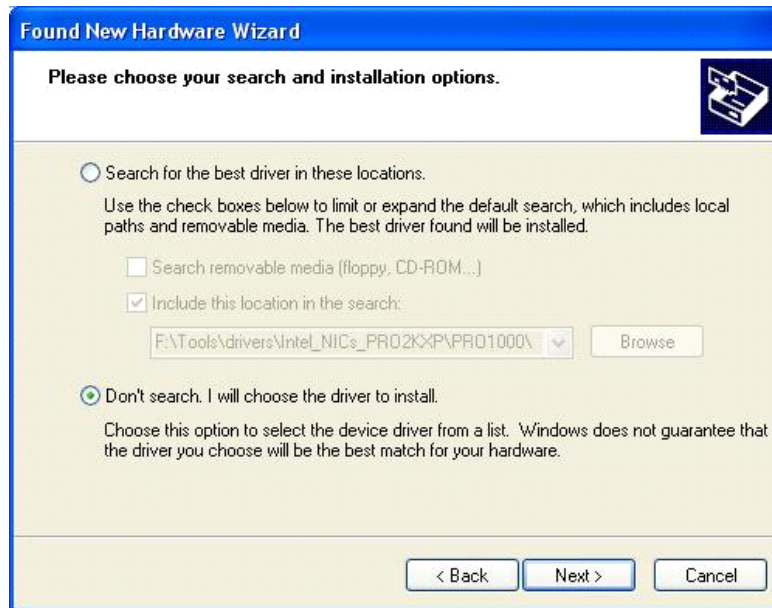 Found New Hardware Wizard
Please choose your search and installation options.
Search for the best driver in these locations.
Use the check boxes below to limit or expand the default search, which includes local
paths and removable media. The best driver found will be installed.
Search removable media (floppy, CD-ROM...)
Include this location in the search:
F:\Tools\drivers\Intel_NICs_PRO2KXP\PRO1000\
Browse
Don't search. I will choose the driver to install.
Choose this option to select the device driver from a list. Windows does not guarantee that
the driver you choose will be the best match for your hardware.
< Back
Next >
Cancel